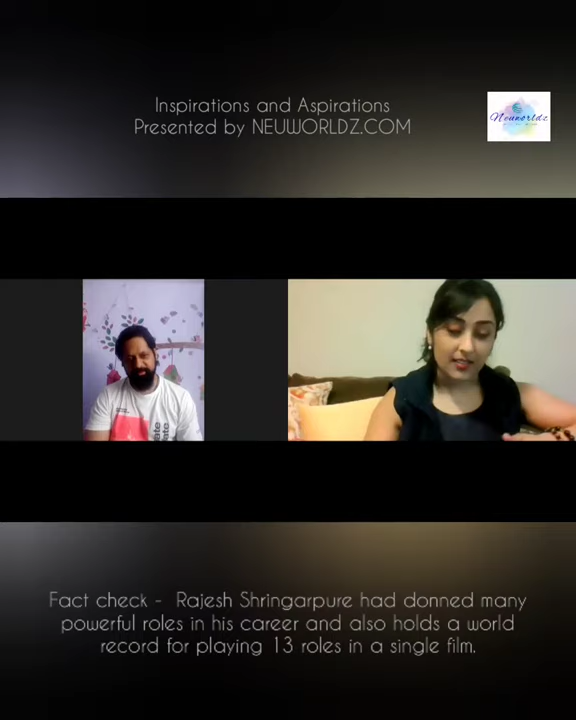 Inspirations and Aspirations
Presented by NEUWORLDZ.COM
Neuworldz
Fact check - Rajesh Shringarpure had donned many
powerful roles in his career and also holds a world
record for playing 13 roles in a single film.